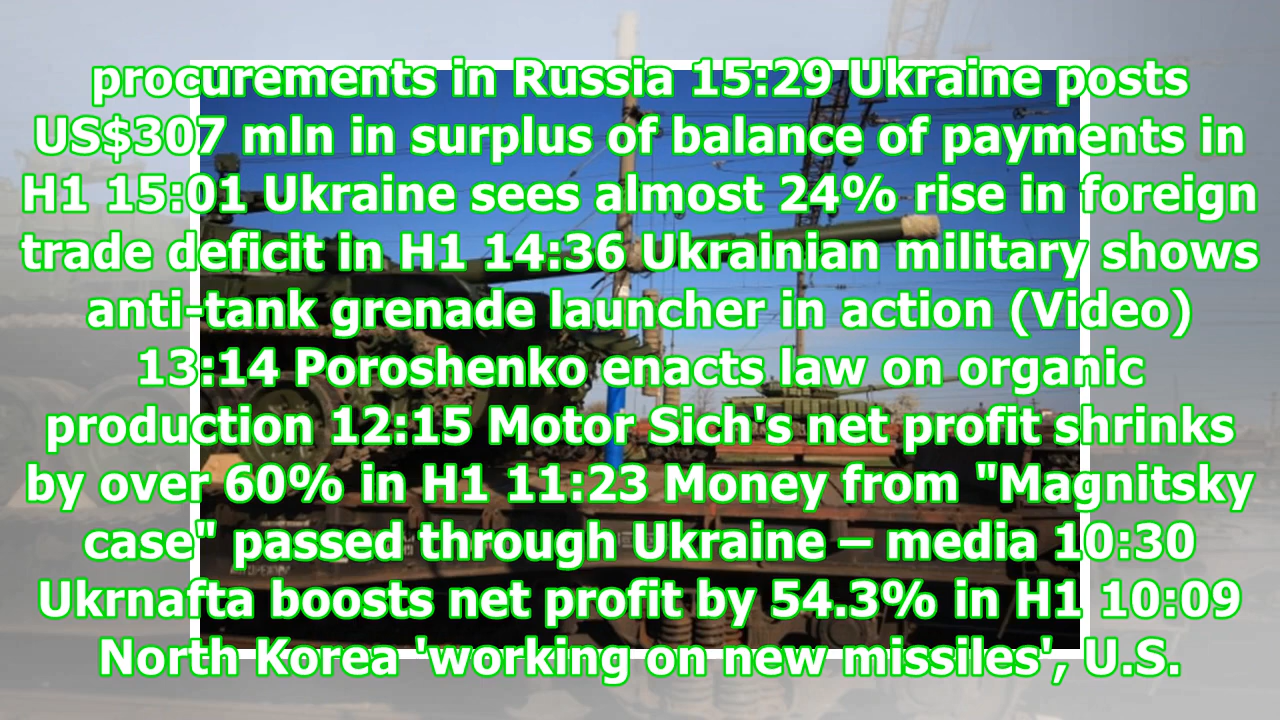 procurements in Russia 15:29 Ukraine posts
US$307 mln in surplus of balance of payments in
H1 15:01 Ukraine sees almost 24% rise in foreign
trade deficit in H1 14:36 Ukrainian military shows
anti-tank grenade launcher in action (Video)
13:14 Poroshenko enacts law on organic
production 12:15 Motor Sich's net profit shrinks
by over 60% in H1 11:23 Money from "Magnitsky
case" passed through Ukraine – media 10:30
Ukrnafta boosts net profit by 54.3% in H1 10:09
North Korea 'working on new missiles', U.S.